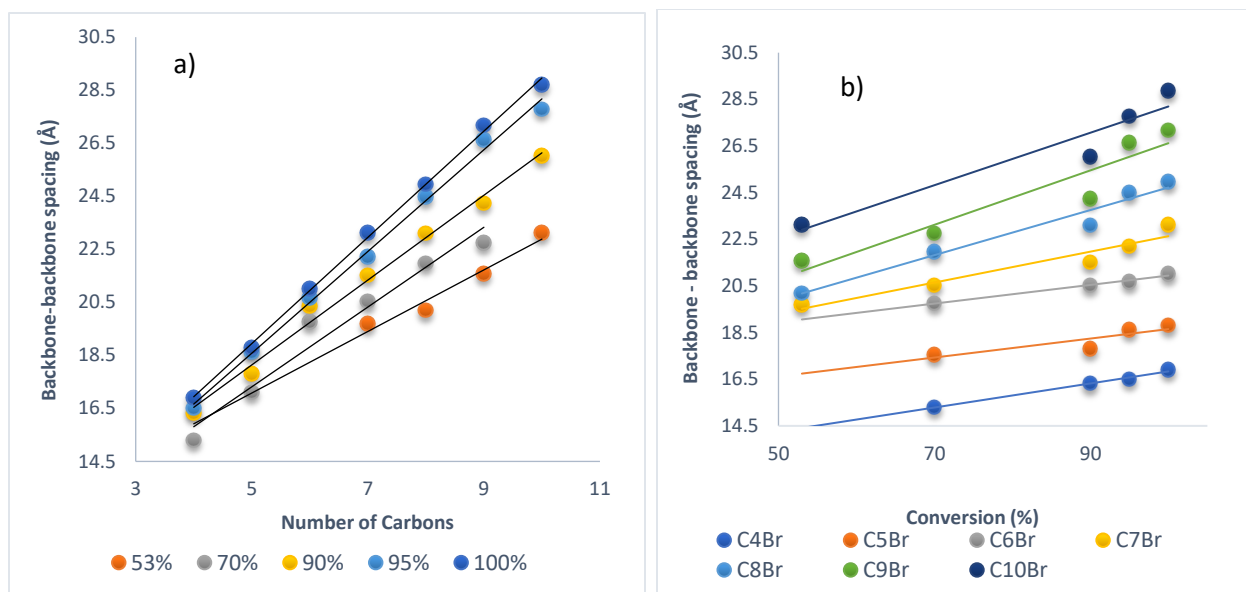 a)
Backbone-backbone spacing (Å)
30.5
28.5
26.5
24.5
22.5
20.5
18.5
16.5
14.5
3 5 7 9 11
Number of Carbons
53% 70% 90% 95% 100%
b)
Backbone - backbone spacing (Å)
30.5
28.5
26.5
24.5
22.5
20.5
18.5
16.5
14.5
50 70 90
Conversion (%)
C4Br C5Br C6Br C7Br
C8Br C9Br C10Br